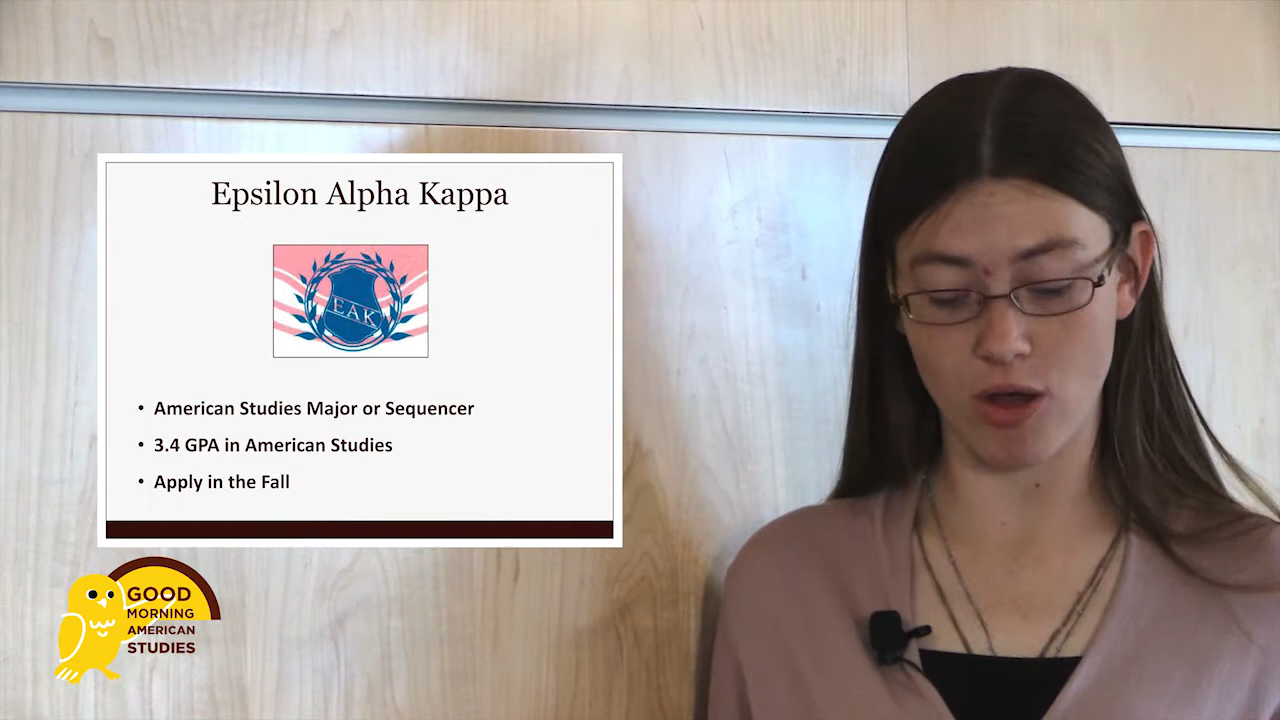 Epsilon Alpha Kappa
EAK
• American Studies Major or Sequencer
• 3.4 GPA in American Studies
• Apply in the Fall
GOOD
MORNING
AMERICAN
STUDIES